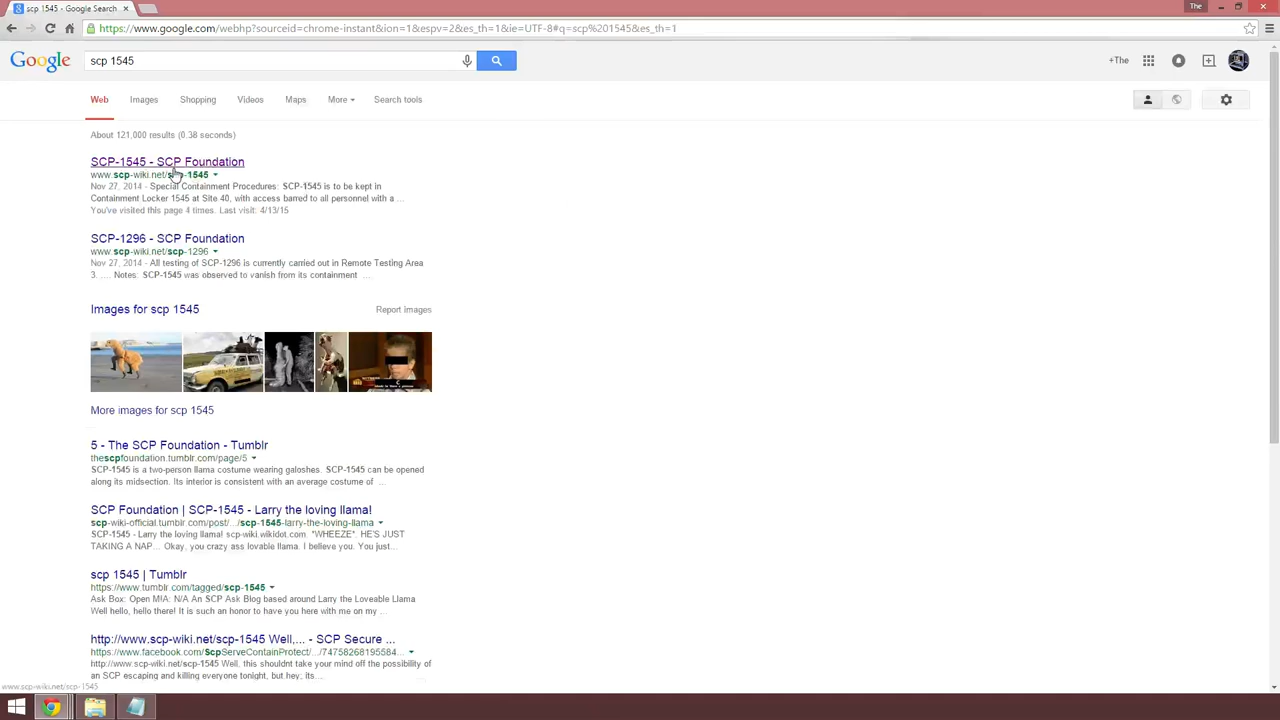 scp 1545 - Google Search
The
https://www.google.com/webhp?sourceid=chrome-instant&ion=1&espv=2&es_th=1&ie=UTF-8#q=scp%201545&es_th=1
Google
scp 1545
+The
Web Images Shopping Videos Maps More Search tools
About 121,000 results (0.38 seconds)
SCP-1545 - SCP Foundation
www.scp-wiki.net/scp-1545
Nov 27, 2014 - Special Containment Procedures: SCP-1545 is to be kept in
Containment Locker 1545 at Site 40, with access barred to all personnel with a ...
You've visited this page 4 times. Last visit: 4/13/15
SCP-1296 - SCP Foundation
www.scp-wiki.net/scp-1296
Nov 27, 2014 - All testing of SCP-1296 is currently carried out in Remote Testing Area
3. .... Notes: SCP-1545 was observed to vanish from its containment ...
Images for scp 1545
Report images
More images for scp 1545
5 - The SCP Foundation - Tumblr
thescpfoundation.tumblr.com/page/5
SCP-1545 is a two-person llama costume wearing galoshes. SCP-1545 can be opened
along its midsection. Its interior is consistent with an average costume of ...
SCP Foundation | SCP-1545 - Larry the loving llama!
scp-wiki-official.tumblr.com/post/.../scp-1545-larry-the-loving-llama
SCP-1545 - Larry the loving llama! scp-wiki.wikidot.com. *WHEEZE*. HE'S JUST
TAKING A NAP... Okay, you crazy ass lovable llama. I believe you. You just...
scp 1545 | Tumblr
https://www.tumblr.com/tagged/scp-1545
Ask Box: Open M!A: N/A An SCP Ask Blog based around Larry the Loveable Llama
Well hello, hello there! It is such an honor to have you here with me on my ...
http://www.scp-wiki.net/scp-1545 Well,... - SCP Secure ...
https://www.facebook.com/ScpServeContainProtect/.../74758268195584...
http://www.scp-wiki.net/scp-1545 Well. this shouldnt take your mind off the possibility of
an SCP escaping and killing everyone tonight, but hey, its...
www.scp-wiki.net/scp-1545